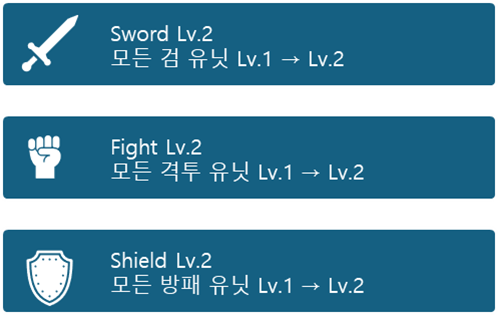 Sword Lv.2
모든 검 유닛 Lv.1 → Lv.2
Fight Lv.2
모든 격투 유닛 Lv.1 → Lv.2
Shield Lv.2
모든 방패 유닛 Lv.1 → Lv.2